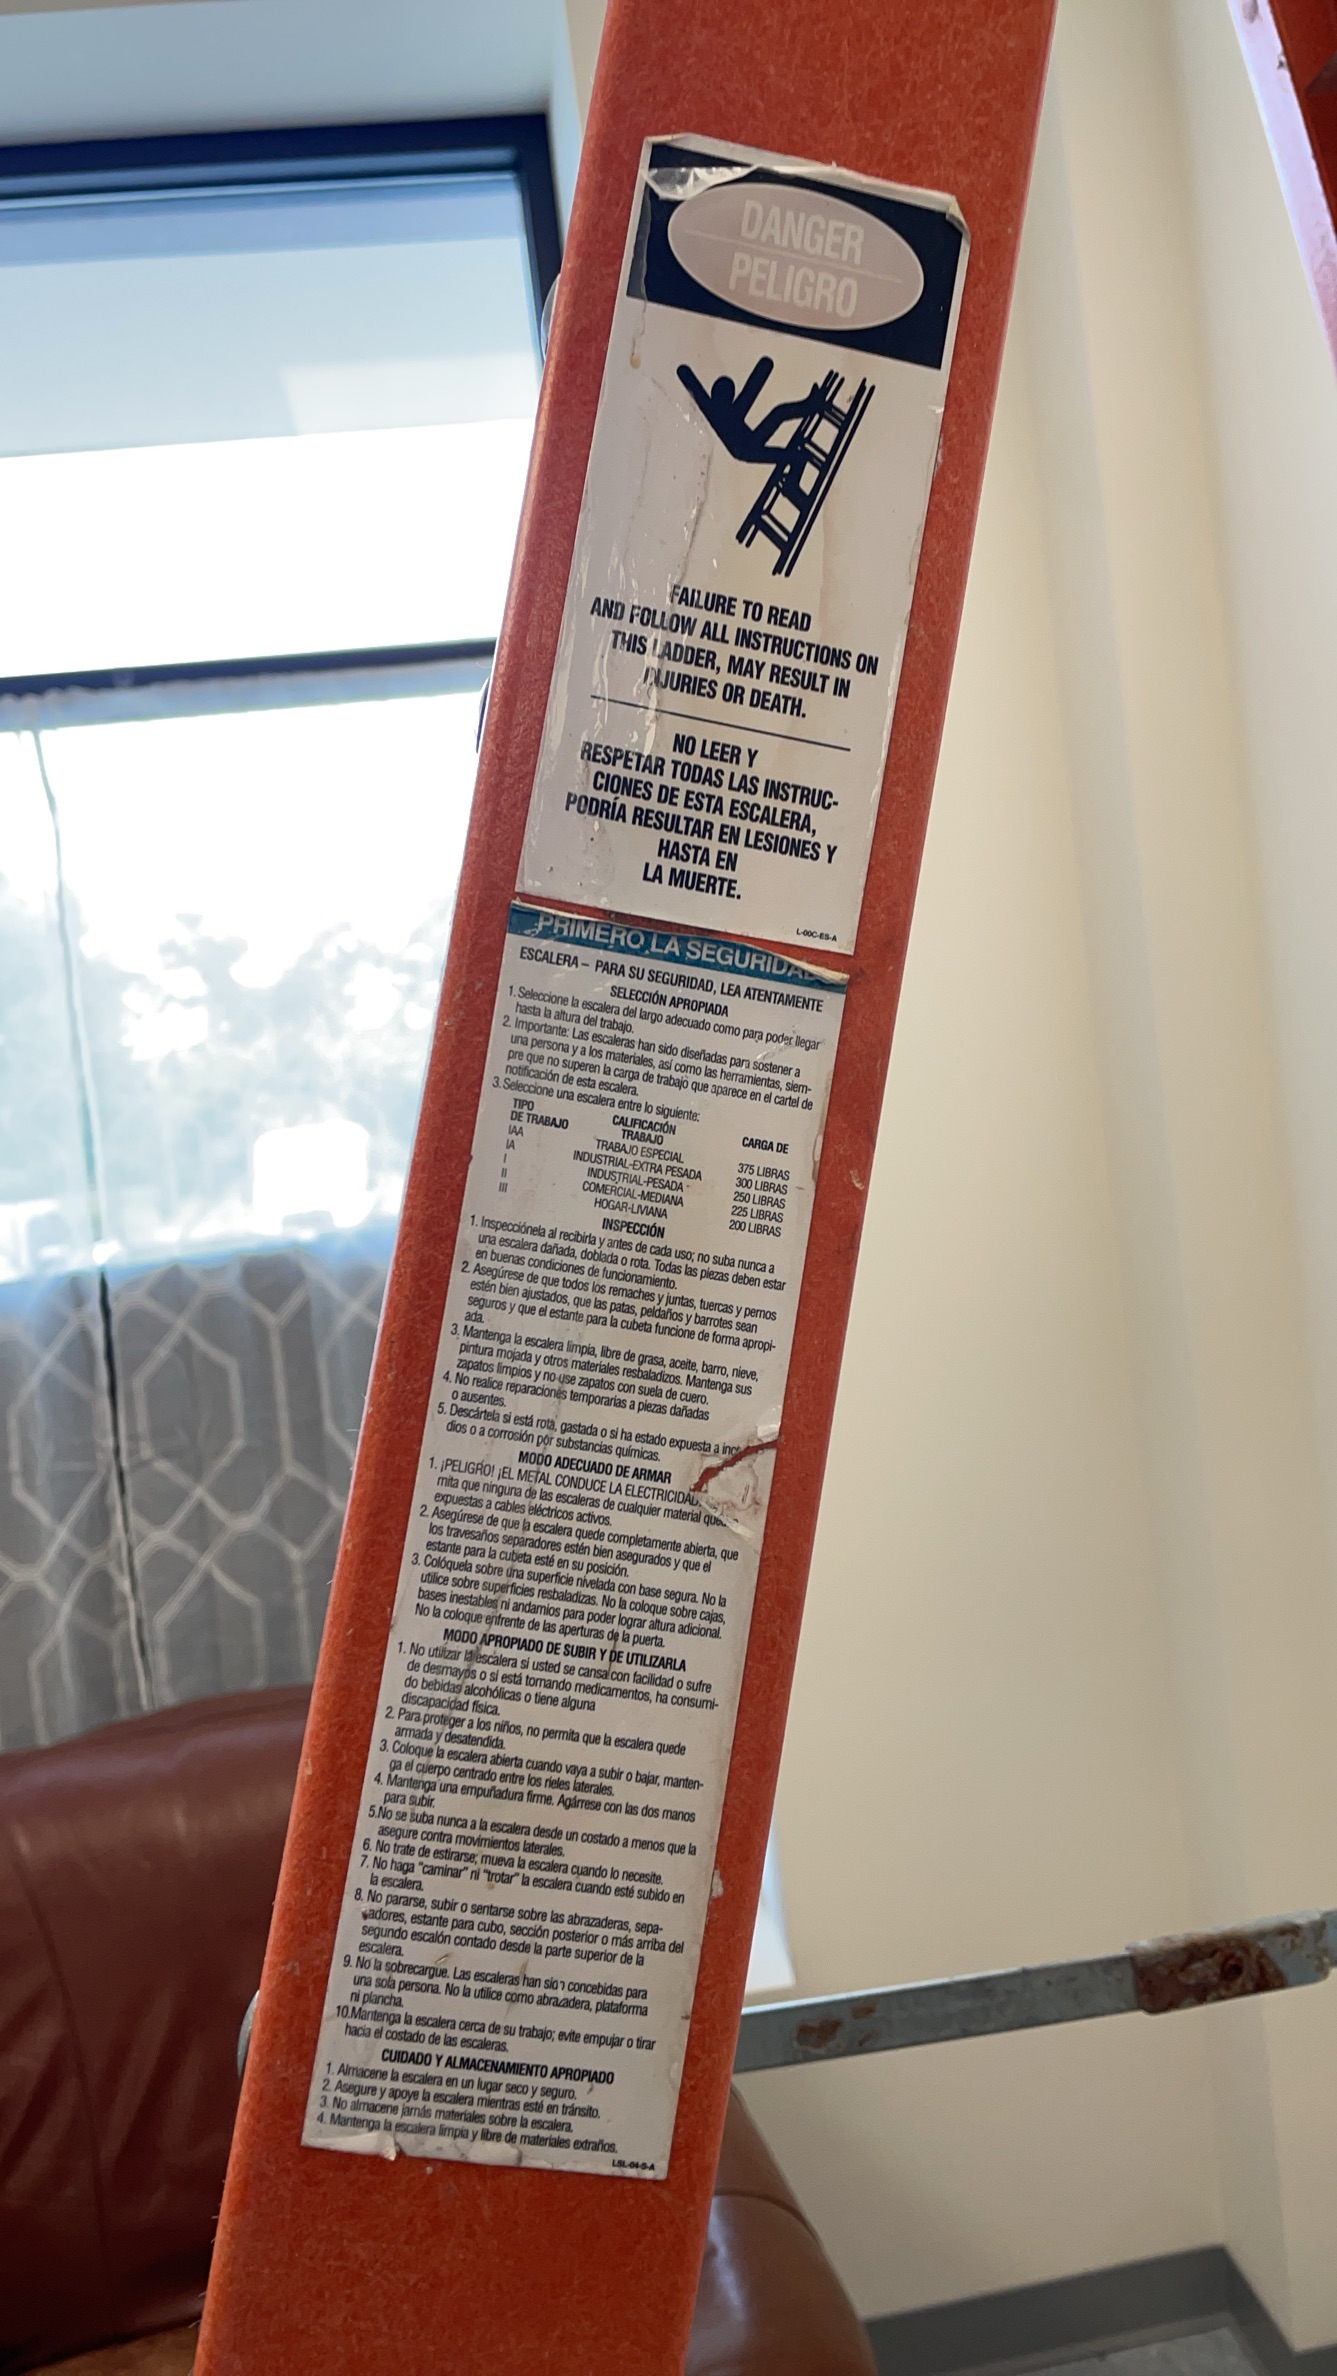 DANGER
PELIGRO
FAILURE TO READ
AND FOLLOW ALL INSTRUCTIONS ON
THIS LADDER, MAY RESULT IN
INJURIES OR DEATH.
NO LEER Y
RESPETAR TODAS LAS INSTRUC-
CIONES DE ESTA ESCALERA,
PODRÍA RESULTAR EN LESIONES Y
HASTA EN
LA MUERTE.
L-00C-ES-A
PRIMERO LA SEGURIDAD
ESCALERA – PARA SU SEGURIDAD, LEA ATENTAMENTE
SELECCIÓN APROPIADA
1. Seleccione la escalera del largo adecuado como para poder llegar
hasta la altura del trabajo.
2. Importante: Las escaleras han sido diseñadas para sostener a
una persona y a los materiales, así como las herramientas, siem-
pre que no superen la carga de trabajo que aparece en el cartel de
notificación de esta escalera.
3. Seleccione una escalera entre lo siguiente:
TIPO DE TRABAJO CALIFICACIÓN TRABAJO CARGA DE
IAA TRABAJO ESPECIAL 375 LIBRAS
IA INDUSTRIAL-EXTRA PESADA 300 LIBRAS
I INDUSTRIAL-PESADA 250 LIBRAS
II COMERCIAL-MEDIANA 225 LIBRAS
III HOGAR-LIVIANA 200 LIBRAS
INSPECCIÓN
1. Inspecciónela al recibirla y antes de cada uso; no suba nunca a
una escalera dañada, doblada o rota. Todas las piezas deben estar
en buenas condiciones de funcionamiento.
2. Asegúrese de que todos los remaches y juntas, tuercas y pernos
estén bien ajustados, que las patas, peldaños y barrotes sean
seguros y que el estante para la cubeta funcione de forma apropi-
ada.
3. Mantenga la escalera limpia, libre de grasa, aceite, barro, nieve,
pintura mojada y otros materiales resbaladizos. Mantenga sus
zapatos limpios y no use zapatos con suela de cuero.
4. No realice reparaciones temporarias a piezas dañadas
o ausentes.
5. Descártela si está rota, gastada o si ha estado expuesta a
dios o a corrosión por substancias químicas.
MODO ADECUADO DE ARMAR
1. ¡PELIGRO! ¡EL METAL CONDUCE LA ELECTRICIDAD
mita que ninguna de las escaleras de cualquier material
expuestas a cables eléctricos activos.
2. Asegúrese de que la escalera quede completamente abierta, que
los travesaños separadores estén bien asegurados y que el
estante para la cubeta esté en su posición.
3. Colóquela sobre una superficie nivelada con base segura. No la
utilice sobre superficies resbaladizas. No la coloque sobre cajas,
bases inestables ni andamios para poder lograr altura adicional.
No la coloque enfrente de las aperturas de la puerta.
MODO APROPIADO DE SUBIR Y DE UTILIZARLA
1. No utilizar la escalera si usted se cansa con facilidad o sufre
de desmayos o si está tomando medicamentos, ha consumi-
do bebidas alcohólicas o tiene alguna
discapacidad física.
2. Para proteger a los niños, no permita que la escalera quede
armada y desatendida.
3. Coloque la escalera abierta cuando vaya a subir o bajar, manten-
ga el cuerpo centrado entre los rieles laterales.
4. Mantenga una empuñadura firme. Agárrese con las dos manos
para subir.
5.No se suba nunca a la escalera desde un costado a menos que la
asegure contra movimientos laterales.
6. No trate de estirarse; mueva la escalera cuando lo necesite.
7. No haga "caminar" ni "trotar" la escalera cuando esté subido en
la escalera.
8. No pararse, subir o sentarse sobre las abrazaderas, sepa-
radores, estante para cubo, sección posterior o más arriba del
segundo escalón contado desde la parte superior de la
escalera.
9. No la sobrecargue. Las escaleras han sido concebidas para
una sola persona. No la utilice como abrazadera, plataforma
ni plancha.
10.Mantenga la escalera cerca de su trabajo; evite empujar o tirar
hacia el costado de las escaleras.
CUIDADO Y ALMACENAMIENTO APROPIADO
1. Almacene la escalera en un lugar seco y seguro.
2. Asegure y apoye la escalera mientras esté en tránsito.
3. No almacene jamás materiales sobre la escalera.
4. Mantenga la escalera limpia y libre de materiales extraños.
LSL-04-S-A